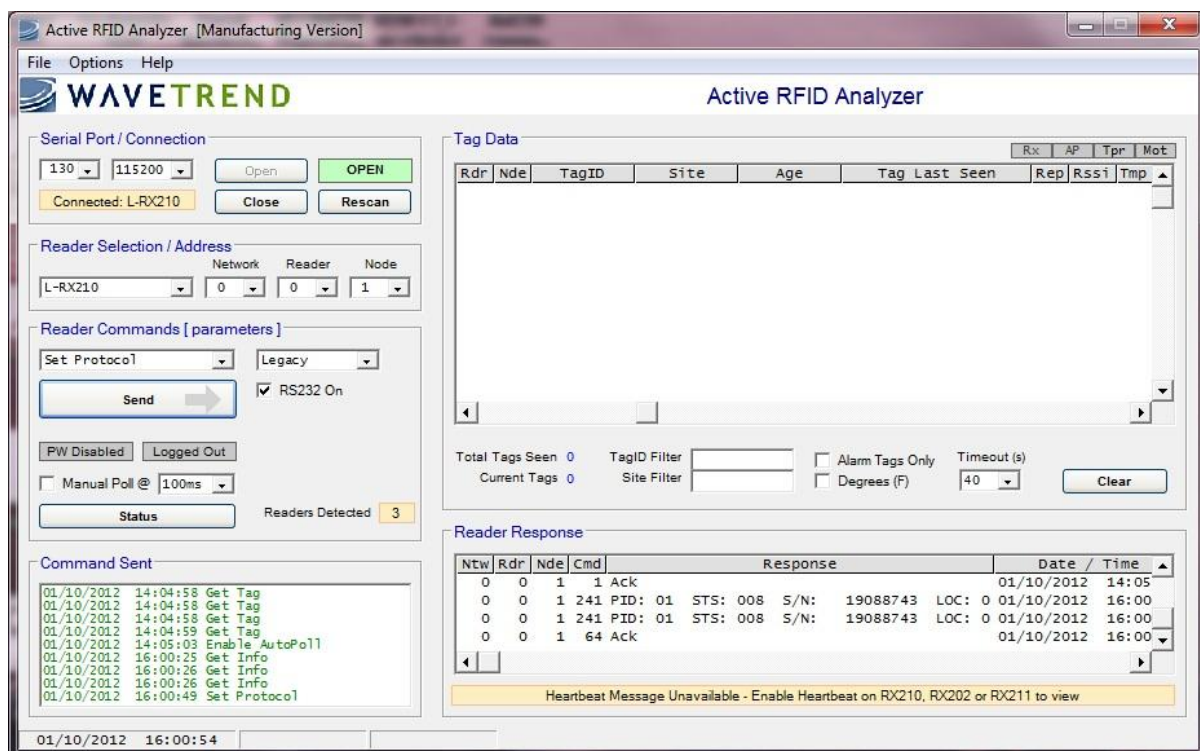 Active RFID Analyzer [Manufacturing Version]
File Options Help
WAVETREND
Active RFID Analyzer
Serial Port / Connection
130 115200 Open OPEN
Connected: L-RX210 Close Rescan
Reader Selection / Address
Network Reader Node
L-RX210 0 0 1
Reader Commands [ parameters ]
Set Protocol Legacy
Send RS232 On
PW Disabled Logged Out
Manual Poll @ 100ms
Status Readers Detected 3
Command Sent
01/10/2012 14:04:58 Get Tag
01/10/2012 14:04:58 Get Tag
01/10/2012 14:04:59 Get Tag
01/10/2012 14:05:03 Enable AutoPoll
01/10/2012 16:00:25 Get Info
01/10/2012 16:00:26 Get Info
01/10/2012 16:00:26 Get Info
01/10/2012 16:00:49 Set Protocol
Tag Data
Rx AP Tpr Mot
Rdr Nde TagID Site Age Tag Last Seen Rep Rssi Tmp
Total Tags Seen 0 TagID Filter Alarm Tags Only Timeout (s)
Current Tags 0 Site Filter Degrees (F) 40 Clear
Reader Response
Ntw Rdr Nde Cmd Response Date / Time
0 0 1 1 Ack 01/10/2012 14:05
0 0 1 241 PID: 01 STS: 008 S/N: 19088743 LOC: 0 01/10/2012 16:00
0 0 1 241 PID: 01 STS: 008 S/N: 19088743 LOC: 0 01/10/2012 16:00
0 0 1 64 Ack 01/10/2012 16:00
Heartbeat Message Unavailable - Enable Heartbeat on RX210, RX202 or RX211 to view
01/10/2012 16:00:54